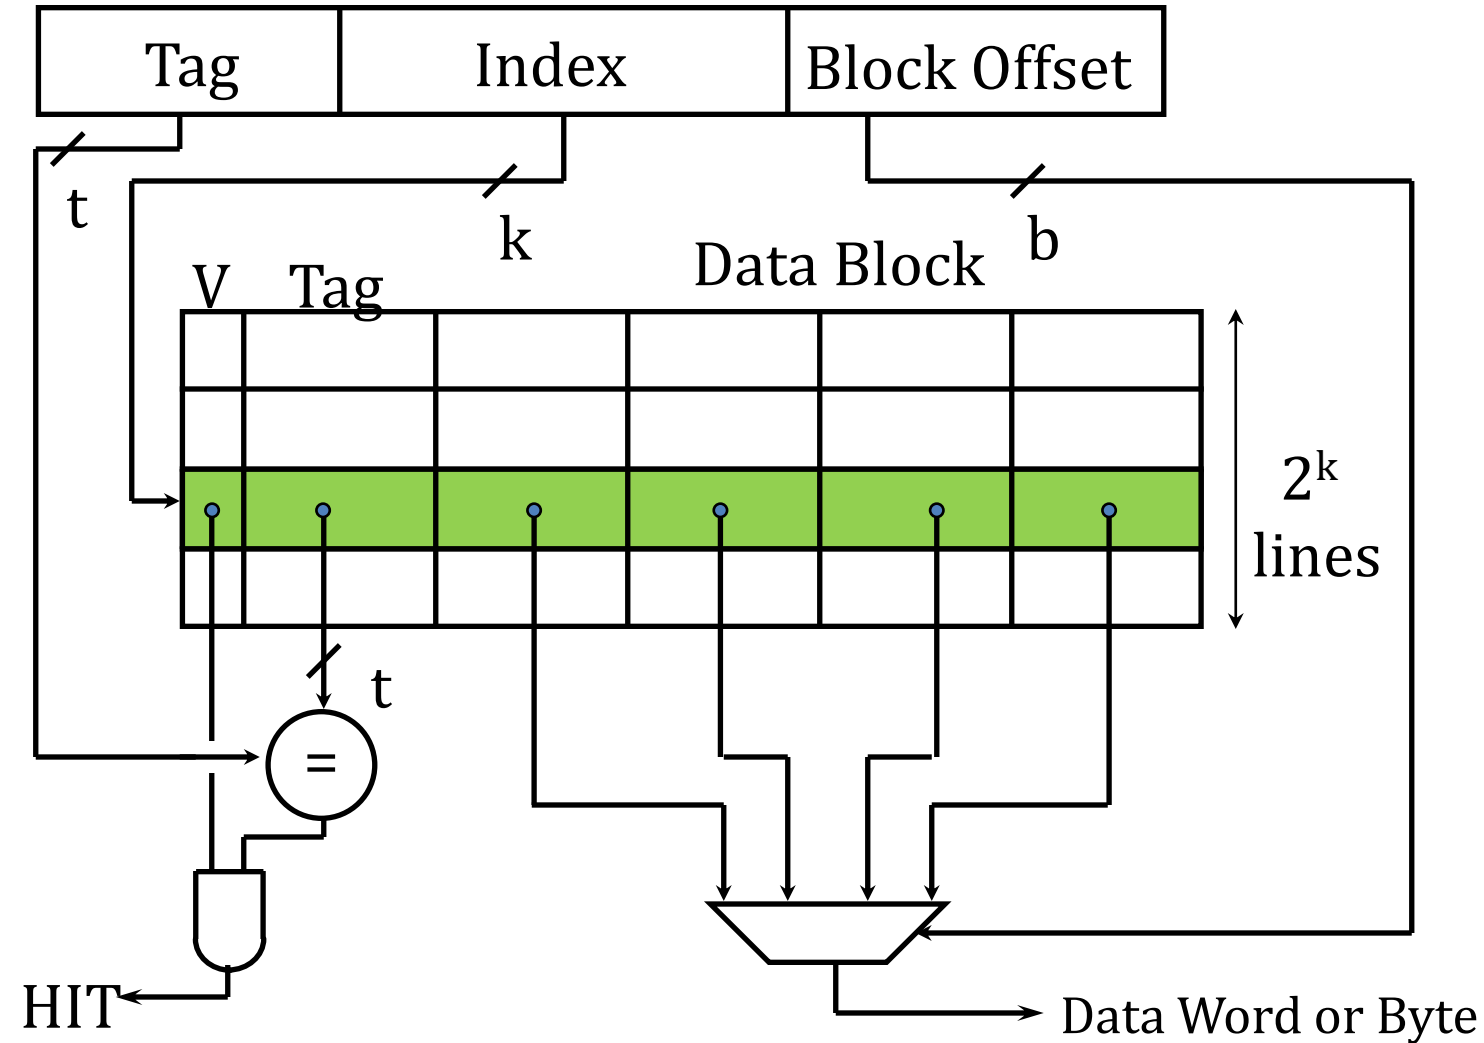 Tag Index Block Offset
t
k
b
V Tag Data Block
2ᵏ
lines
t
=
HIT
Data Word or Byte